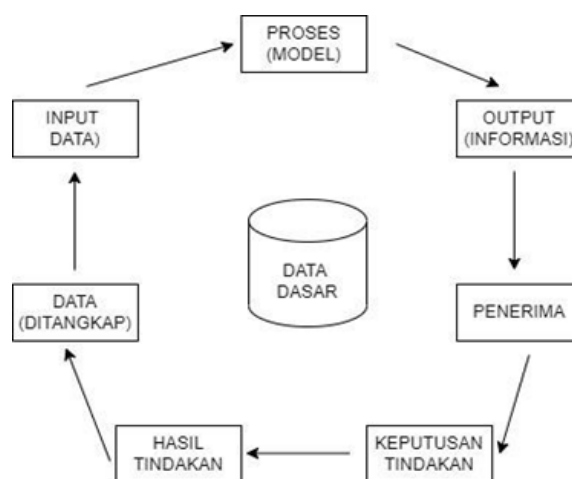 PROSES
(MODEL)
INPUT
DATA)
OUTPUT
(INFORMASI)
DATA
DASAR
DATA
(DITANGKAP)
PENERIMA
HASIL
TINDAKAN
KEPUTUSAN
TINDAKAN